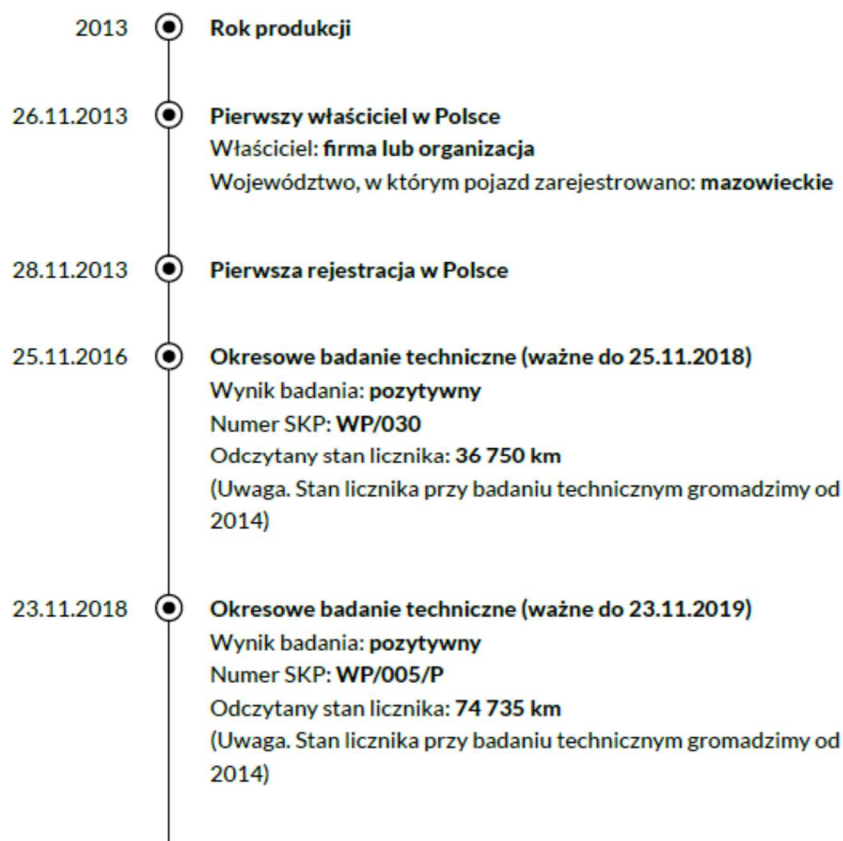 2013 Rok produkcji
26.11.2013 Pierwszy właściciel w Polsce
Właściciel: firma lub organizacja
Województwo, w którym pojazd zarejestrowano: mazowieckie
28.11.2013 Pierwsza rejestracja w Polsce
25.11.2016 Okresowe badanie techniczne (ważne do 25.11.2018)
Wynik badania: pozytywny
Numer SKP: WP/030
Odczytany stan licznika: 36 750 km
(Uwaga. Stan licznika przy badaniu technicznym gromadzimy od
2014)
23.11.2018 Okresowe badanie techniczne (ważne do 23.11.2019)
Wynik badania: pozytywny
Numer SKP: WP/005/P
Odczytany stan licznika: 74 735 km
(Uwaga. Stan licznika przy badaniu technicznym gromadzimy od
2014)